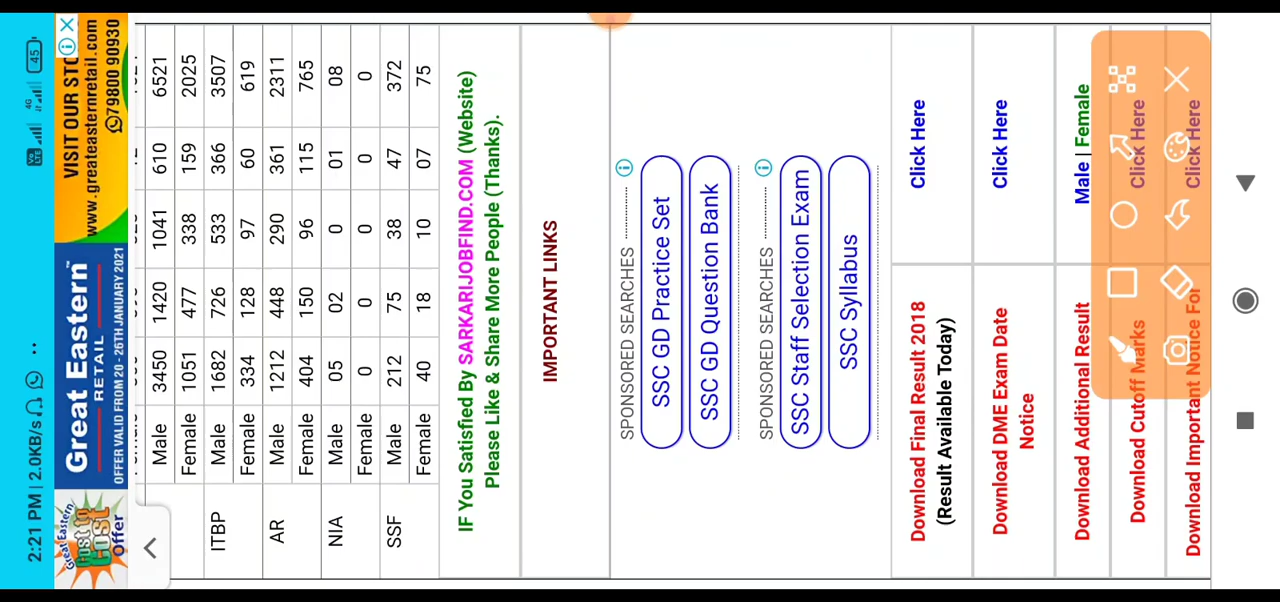 2:21 PM | 2.0KB/s 4G VO LTE 45
Great Eastern
Cost to
Cost
Offer
Great Eastern™
RETAIL
OFFER VALID FROM 20 - 26TH JANUARY 2021
VISIT OUR STO
www.greateasternretail.com
79800 90930
Male 3450 1420 1041 610 6521
Female 1051 477 338 159 2025
ITBP Male 1682 726 533 366 3507
Female 334 128 97 60 619
AR Male 1212 448 290 361 2311
Female 404 150 96 115 765
NIA Male 05 02 0 01 08
Female 0 0 0 0 0
SSF Male 212 75 38 47 372
Female 40 18 10 07 75
IF You Satisfied By SARKARIJOBFIND.COM (Website)
Please Like & Share More People (Thanks).
IMPORTANT LINKS
SPONSORED SEARCHES
SSC GD Practice Set
SSC GD Question Bank
SPONSORED SEARCHES
SSC Staff Selection Exam
SSC Syllabus
Download Final Result 2018 Click Here
(Result Available Today)
Download DME Exam Date Click Here
Notice
Download Additional Result Male | Female
Download Cutoff Marks Click Here
Download Important Notice For Click Here